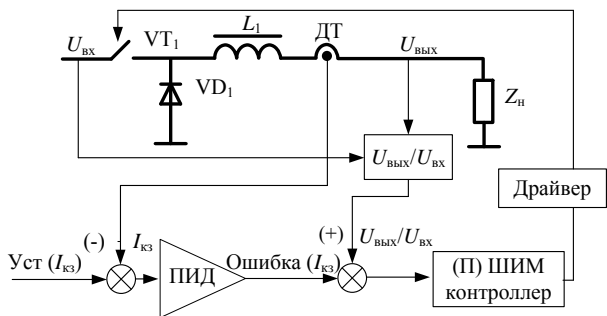 L₁
ДТ
Uвх
VT₁
Uвых
VD₁
Zн
Uвых/Uвх
Драйвер
(-)
Iкз
(+)
Uвых/Uвх
Уст (Iкз)
ПИД
Ошибка (Iкз)
(П) ШИМ
контроллер